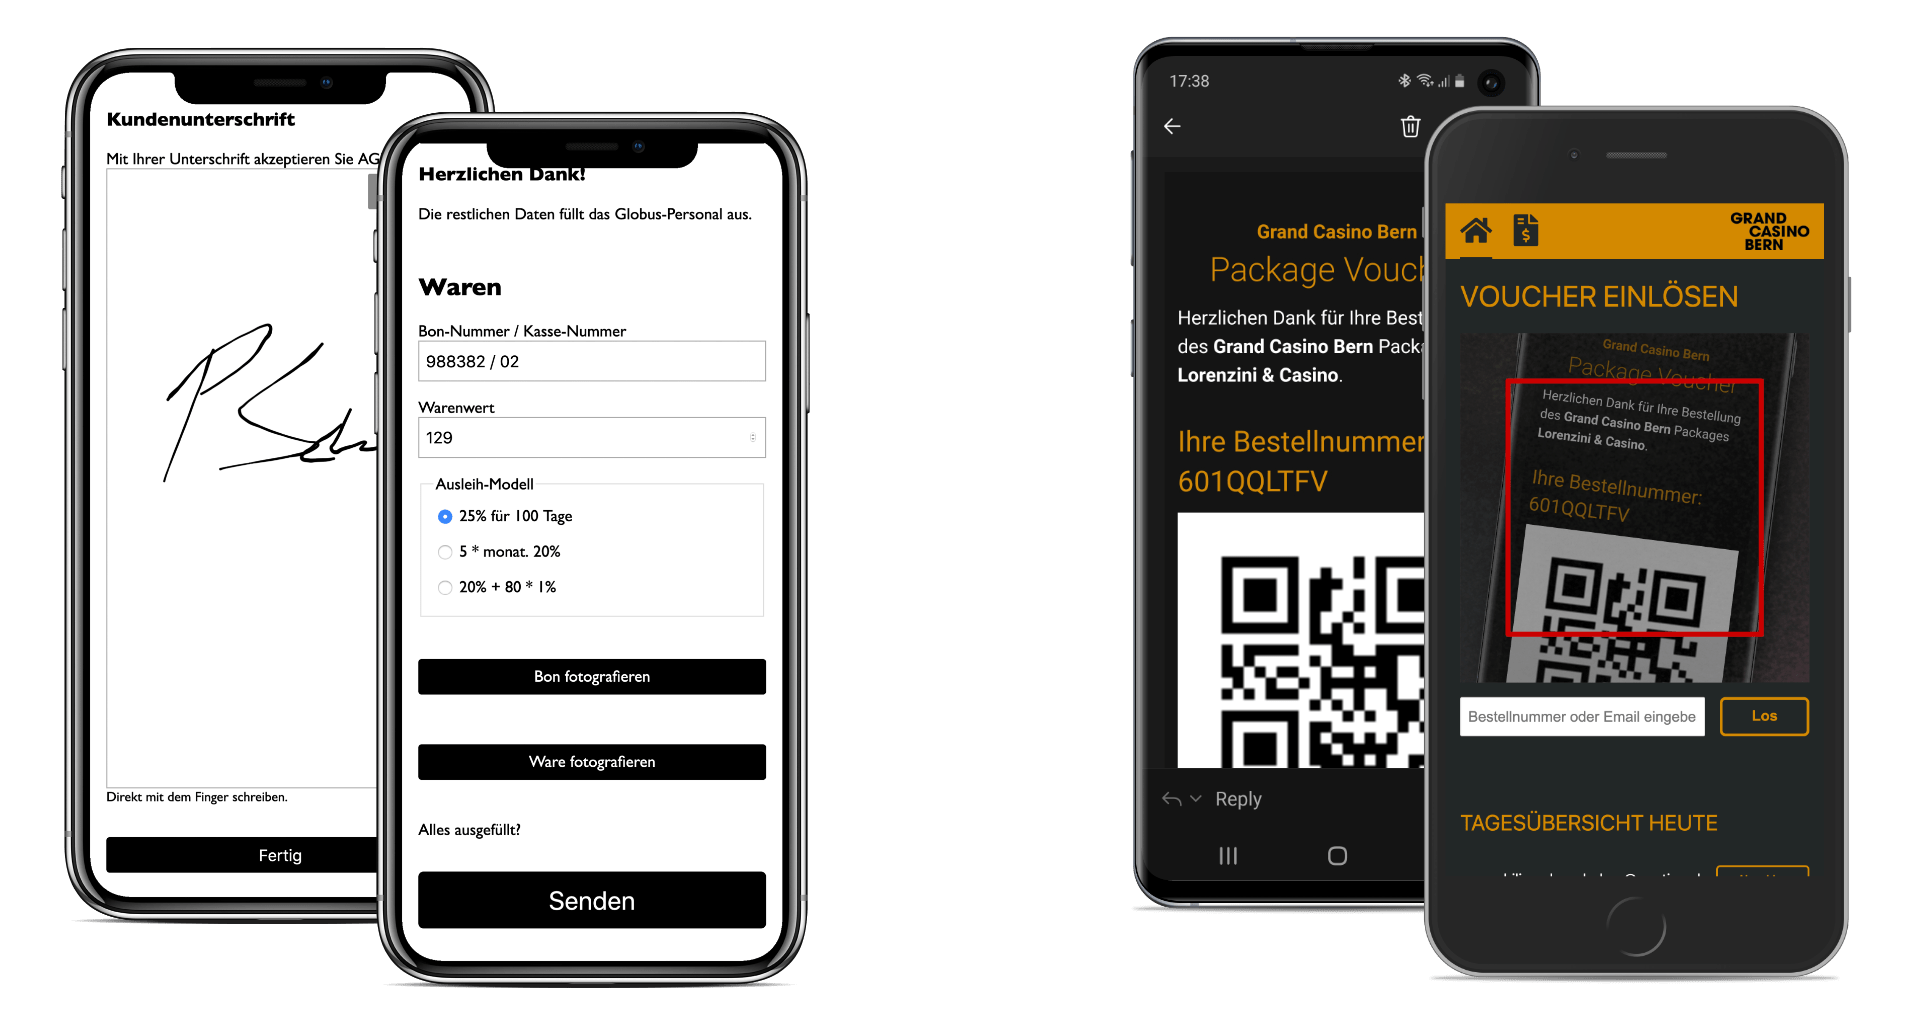 Kundenunterschrift
Mit Ihrer Unterschrift akzeptieren Sie
Direkt mit dem Finger schreiben.
Fertig
Herzlichen Dank!
Die restlichen Daten füllt das Globus-Personal aus.
Waren
Bon-Nummer / Kasse-Nummer
988382 / 02
Warenwert
129
Ausleih-Modell
25% für 100 Tage
5 * monat. 20%
20% + 80 * 1%
Bon fotografieren
Ware fotografieren
Alles ausgefüllt?
Senden
17:38
Grand Casino Bern
Package
Herzlichen Dank für Ihre
des Grand Casino Bern
Lorenzini & Casino.
Ihre Bestellnummer
601QQLTFV
Reply
GRAND
CASINO
BERN
VOUCHER EINLÖSEN
Grand Casino Bern
Package Voucher
Herzlichen Dank für Ihre Bestellung
des Grand Casino Bern Packages
Lorenzini & Casino.
Ihre Bestellnummer:
601QQLTFV
Bestellnummer oder Email eingebe
Los
TAGESÜBERSICHT HEUTE